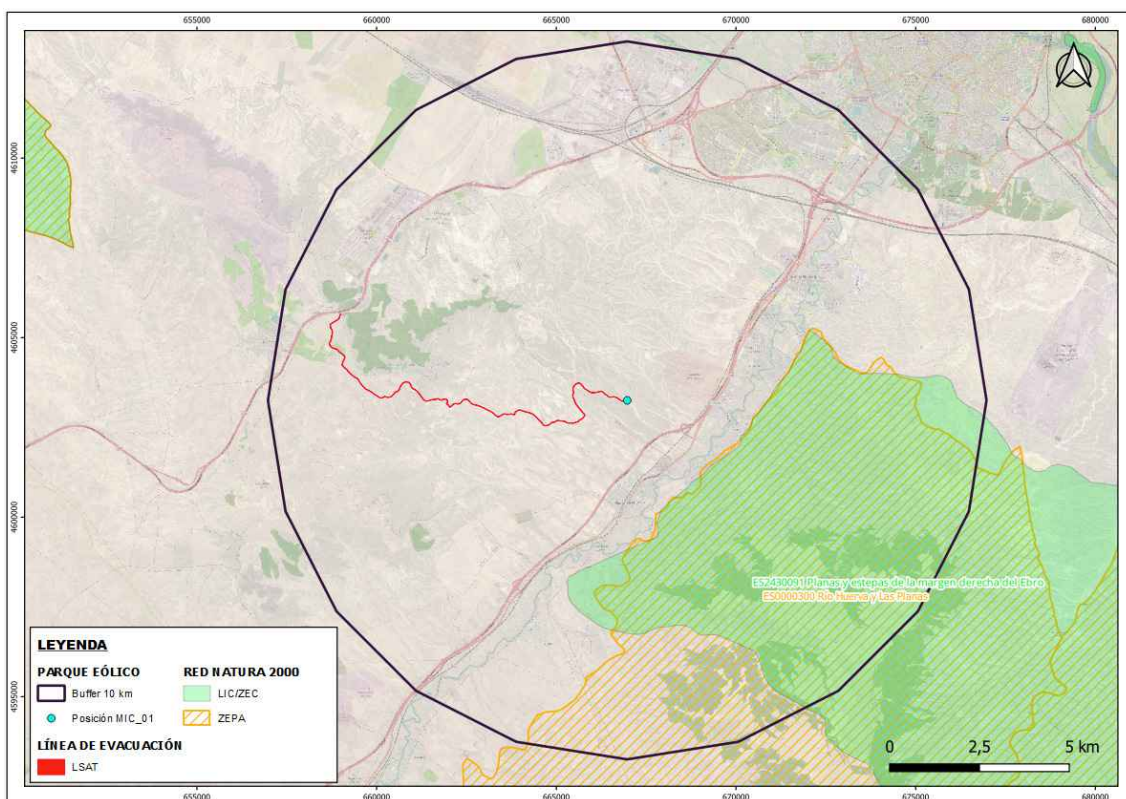 655000
660000
665000
670000
675000
680000
4610000
4605000
4600000
4595000
ES2430091 Planas y estepas de la margen derecha del Ebro
ES0000300 Río Huerva y Las Planas
LEYENDA
PARQUE EÓLICO
Buffer 10 km
Posición MIC_01
LÍNEA DE EVACUACIÓN
LSAT
RED NATURA 2000
LIC/ZEC
ZEPA
0 2,5 5 km
655000
660000
665000
670000
675000
680000